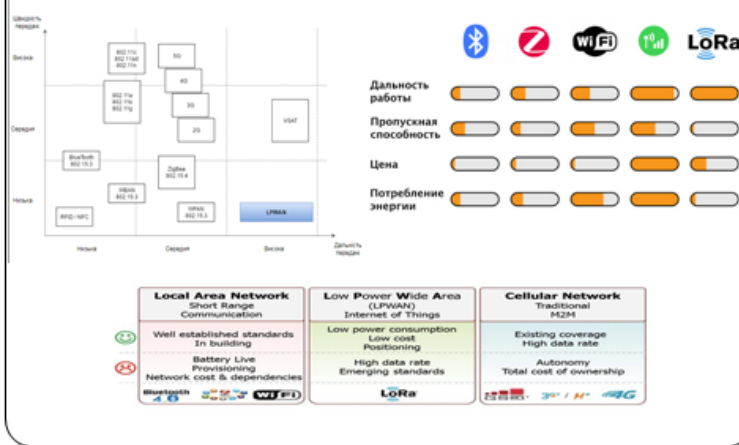 Швидкість
передачі
Висока
Середня
Низька
802.11c
802.11ad
802.11n
802.11a
802.11b
802.11g
5G
4G
3G
2G
VSAT
BlueTooth
802.15.3
ZigBee
802.15.4
WBAN
802.15.3
WPAN
802.15.3
RFID / NFC
LPWAN
Низька
Середня
Висока
Дальність
передачі
WiFi
LoRa
Дальность
работы
Пропускная
способность
Цена
Потребление
энергии
Local Area Network
Short Range
Communication
Well established standards
In building
Battery Live
Provisioning
Network cost & dependencies
Bluetooth
4.0
WiFi
Low Power Wide Area
(LPWAN)
Internet of Things
Low power consumption
Low cost
Positioning
High data rate
Emerging standards
LoRa
Cellular Network
Traditional
M2M
Existing coverage
High data rate
Autonomy
Total cost of ownership
3G+ / H+
4G